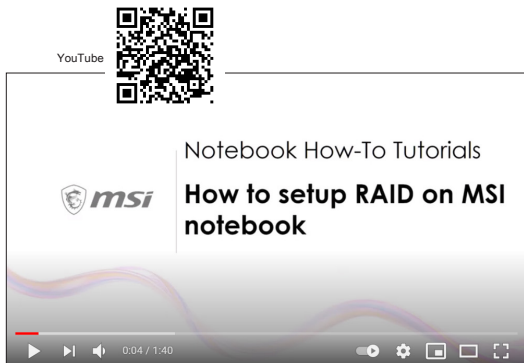 YouTube
Notebook How-To Tutorials
msi
How to setup RAID on MSI
notebook
0:04 / 1:40